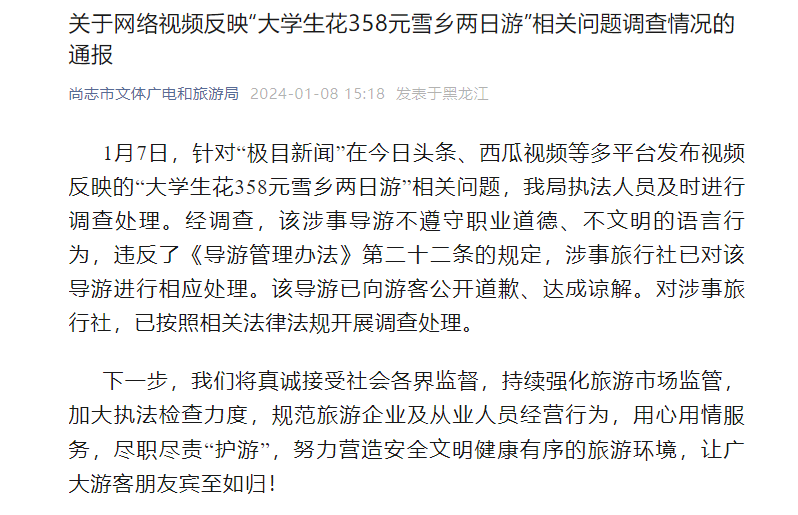 关于网络视频反映“大学生花358元雪乡两日游”相关问题调查情况的
通报
尚志市文体广电和旅游局 2024-01-08 15:18 发表于黑龙江
1月7日，针对“极目新闻”在今日头条、西瓜视频等多平台发布视频
反映的“大学生花358元雪乡两日游”相关问题，我局执法人员及时进行
调查处理。经调查，该涉事导游不遵守职业道德、不文明的语言行
为，违反了《导游管理办法》第二十二条的规定，涉事旅行社已对该
导游进行相应处理。该导游已向游客公开道歉、达成谅解。对涉事旅
行社，已按照相关法律法规开展调查处理。
下一步，我们将真诚接受社会各界监督，持续强化旅游市场监管，
加大执法检查力度，规范旅游企业及从业人员经营行为，用心用情服
务，尽职尽责“护游”，努力营造安全文明健康有序的旅游环境，让广
大游客朋友宾至如归！